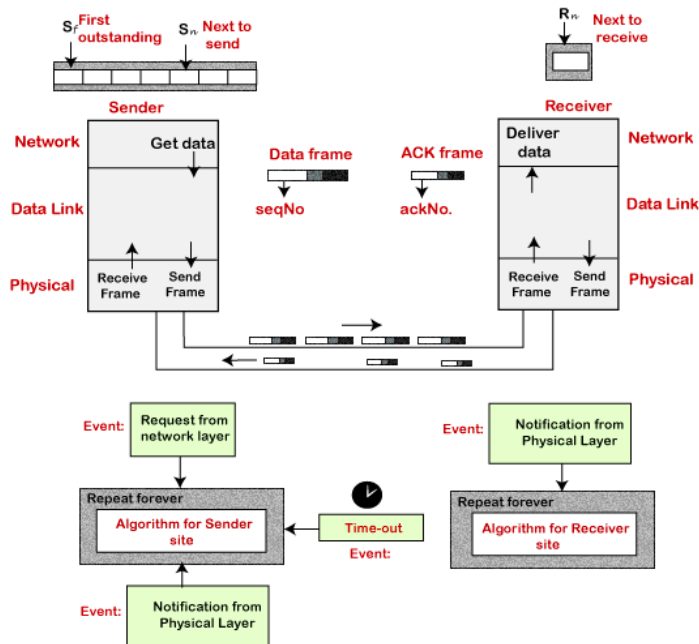 S𝑓 First
outstanding
S𝑛 Next to
send
R𝑛
Next to
receive
Sender
Receiver
Network
Get data
Data frame
ACK frame
Deliver
data
Network
Data Link
seqNo
ackNo.
Data Link
Physical
Receive
Frame
Send
Frame
Receive
Frame
Send
Frame
Physical
Event:
Request from
network layer
Event:
Notification from
Physical Layer
Repeat forever
Algorithm for Sender
site
Time-out
Event:
Repeat forever
Algorithm for Receiver
site
Event:
Notification from
Physical Layer